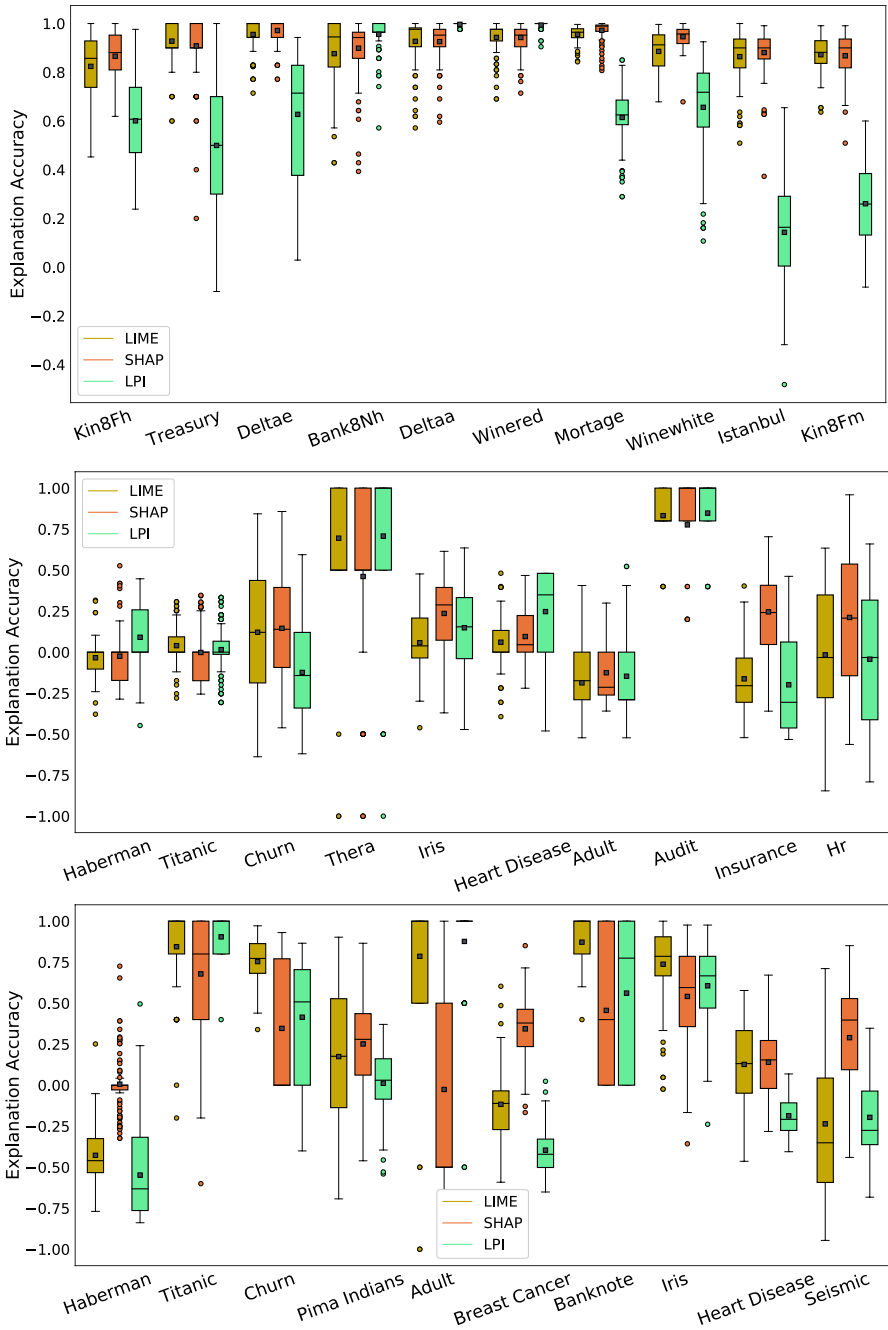 Explanation Accuracy
1.0
0.8
0.6
0.4
0.2
0.0
−0.2
−0.4
LIME
SHAP
LPI
Kin8Fh Treasury Deltae Bank8Nh Deltaa Winered Mortage Winewhite Istanbul Kin8Fm
Explanation Accuracy
1.00
0.75
0.50
0.25
0.00
−0.25
−0.50
−0.75
−1.00
LIME
SHAP
LPI
Haberman Titanic Churn Thera Iris Heart Disease Adult Audit Insurance Hr
Explanation Accuracy
1.00
0.75
0.50
0.25
0.00
−0.25
−0.50
−0.75
−1.00
LIME
SHAP
LPI
Haberman Titanic Churn Pima Indians Adult Breast Cancer Banknote Iris Heart Disease Seismic